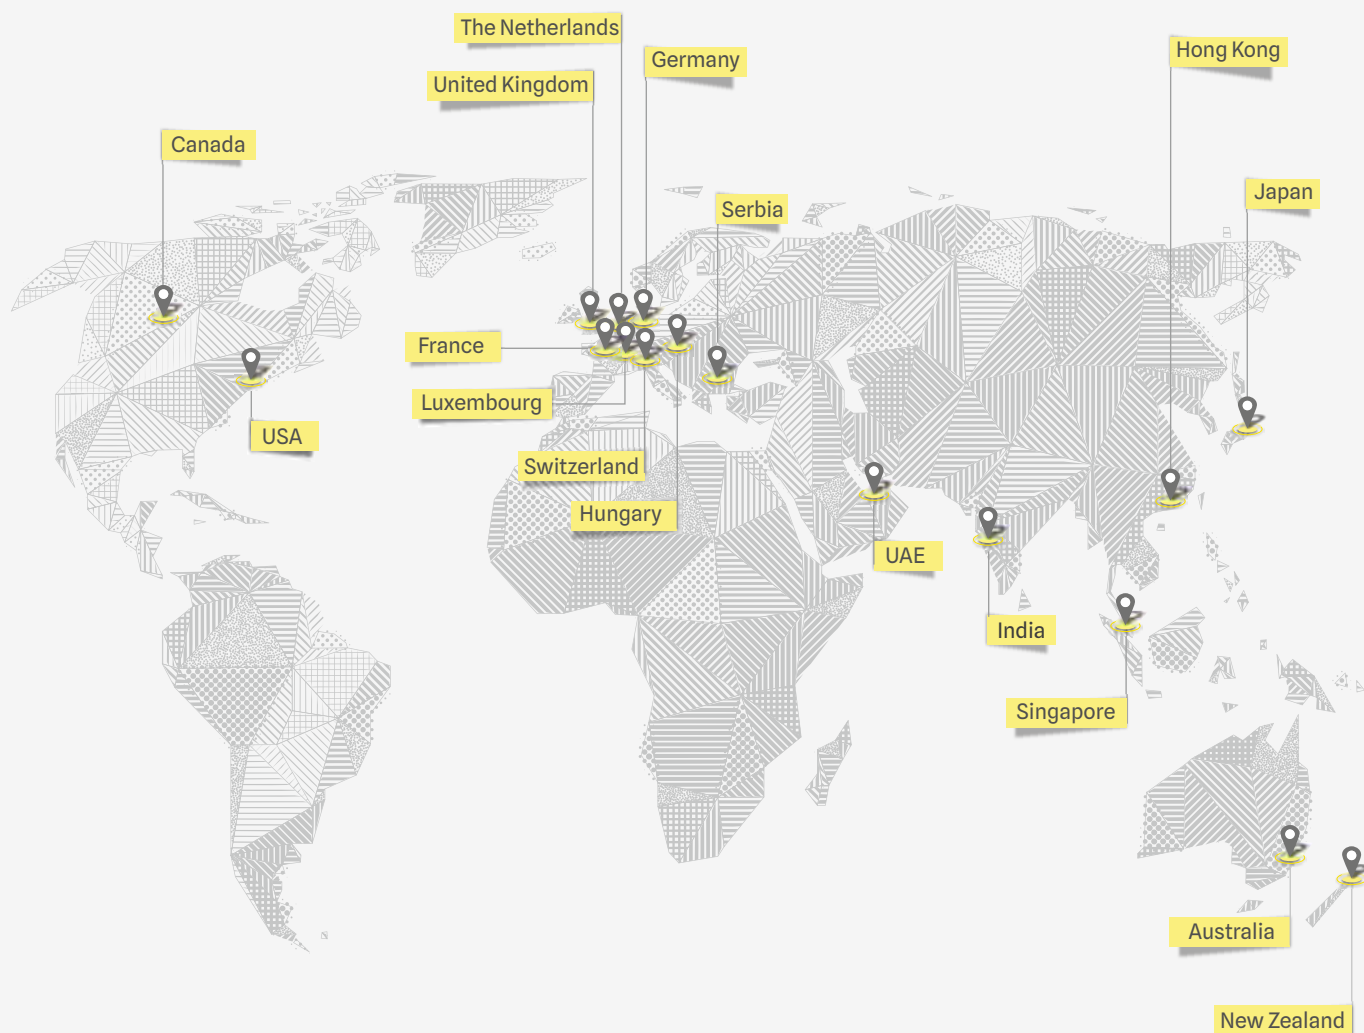 The Netherlands
Hong Kong
Germany
United Kingdom
Canada
Japan
Serbia
France
Luxembourg
USA
Switzerland
Hungary
UAE
India
Singapore
Australia
New Zealand